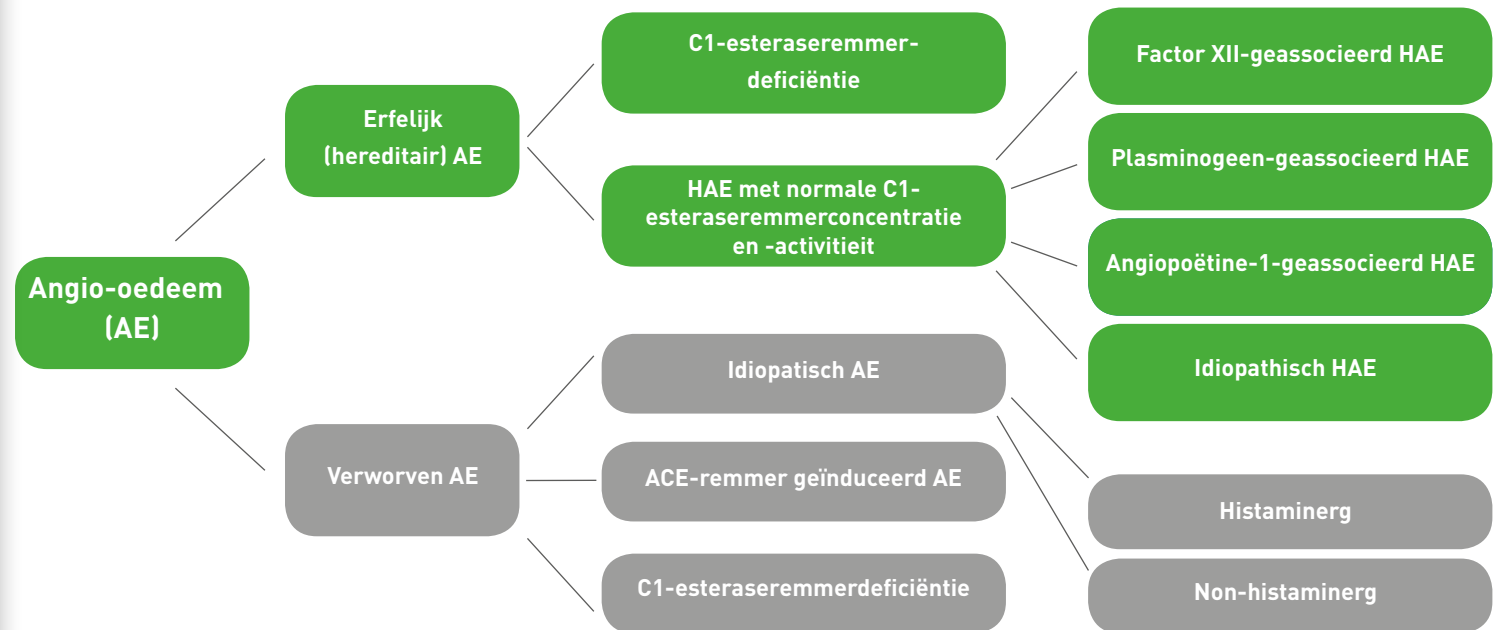 Angio-oedeem
(AE)
Erfelijk
(hereditair) AE
C1-esteraseremmer-
deficiëntie
HAE met normale C1-
esteraseremmerconcentratie
en -activitieit
Factor XII-geassocieerd HAE
Plasminogeen-geassocieerd HAE
Angiopoëtine-1-geassocieerd HAE
Idiopathisch HAE
Verworven AE
Idiopatisch AE
ACE-remmer geïnduceerd AE
C1-esteraseremmerdeficiëntie
Histaminerg
Non-histaminerg